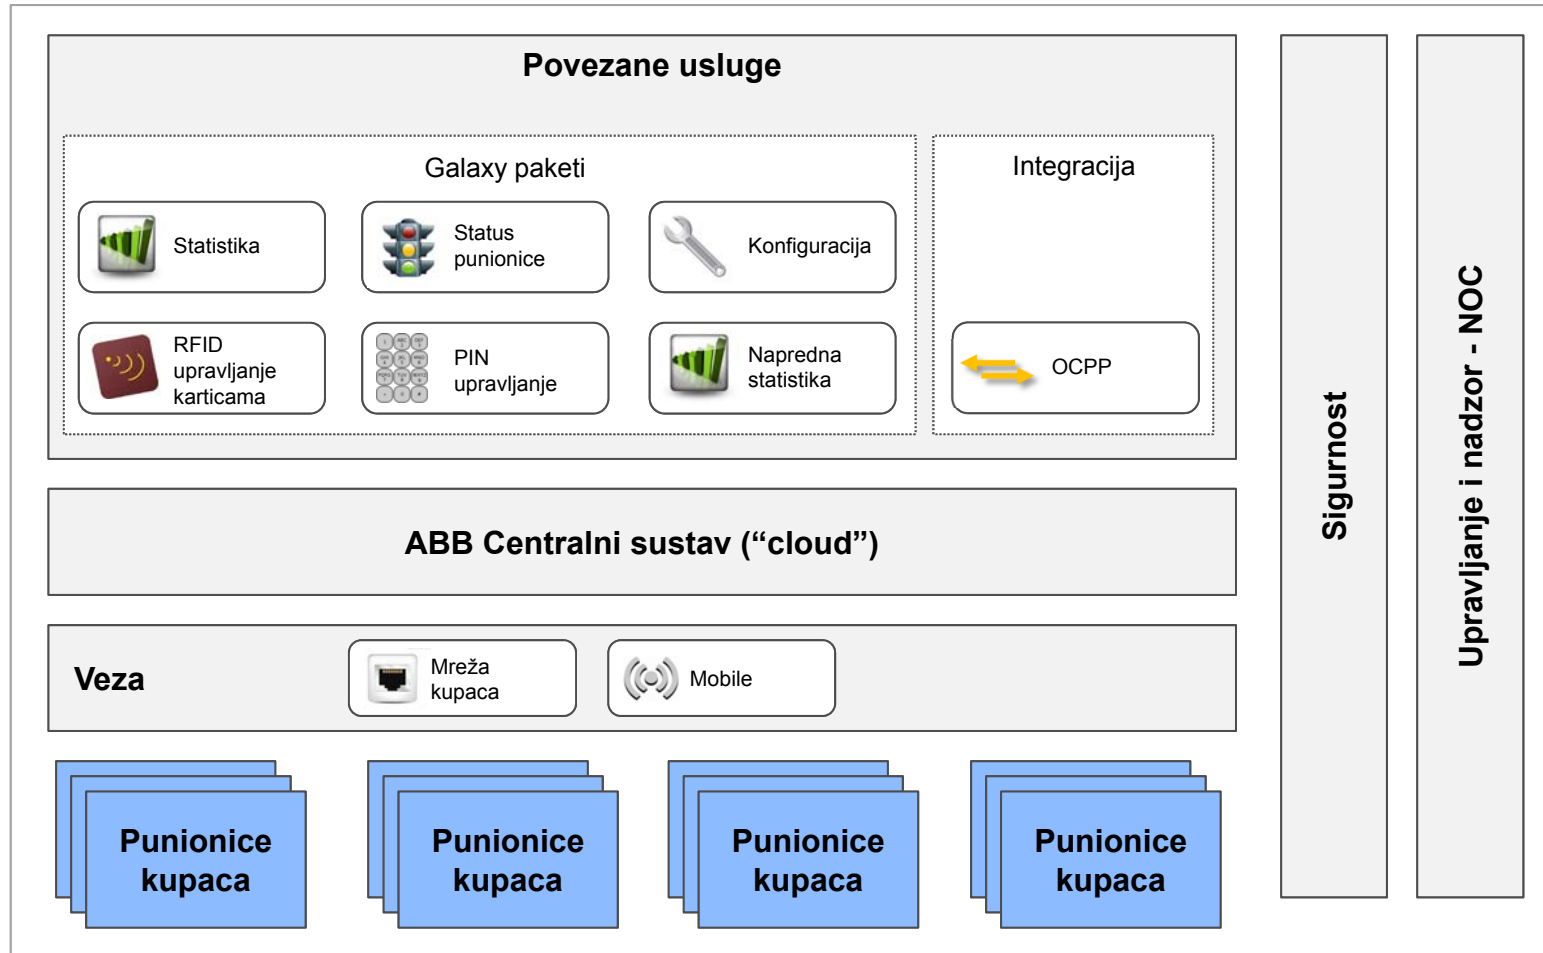 Povezane usluge
Galaxy paketi
Statistika
Status
punionice
Konfiguracija
RFID
upravljanje
karticama
PIN
upravljanje
Napredna
statistika
Integracija
OCPP
ABB Centralni sustav (“cloud”)
Veza
Mreža
kupaca
Mobile
Punionice
kupaca
Punionice
kupaca
Punionice
kupaca
Punionice
kupaca
Sigurnost
Upravljanje i nadzor - NOC